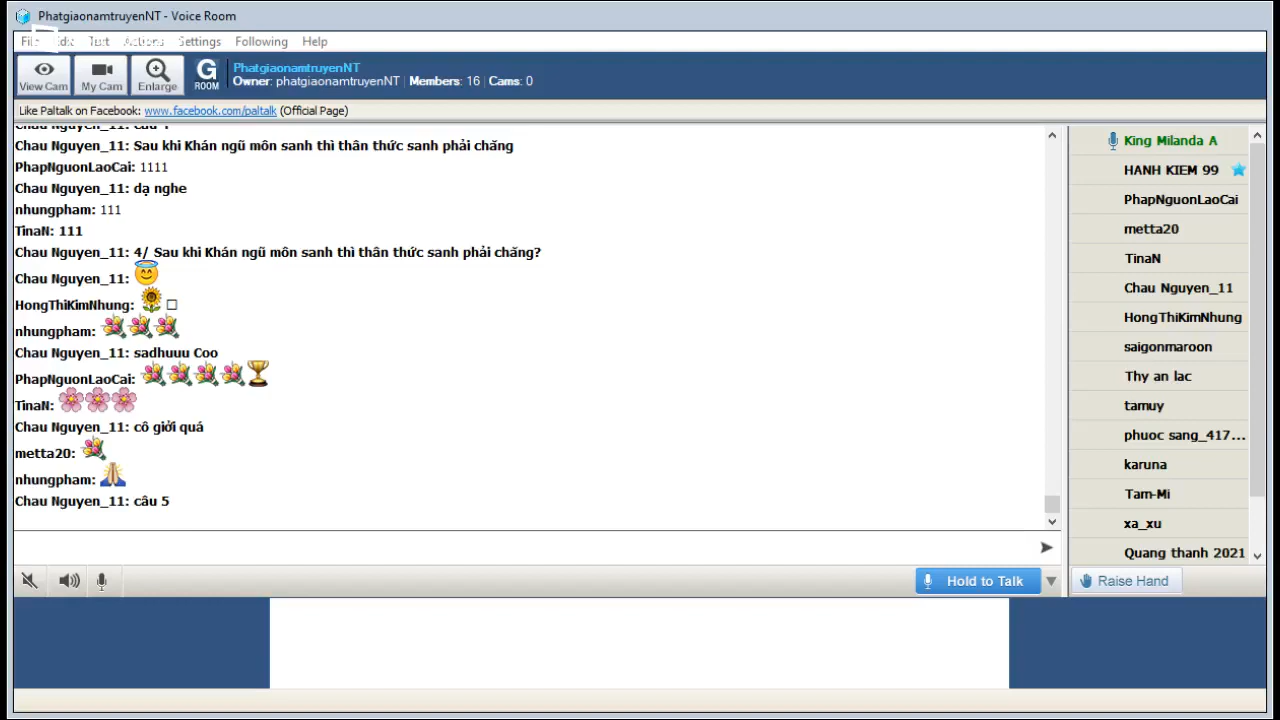 PhatgiaonamtruyenNT - Voice Room
Text Actions Settings Following Help
View Cam
My Cam
Enlarge
G ROOM
PhatgiaonamtruyenNT
Owner: phatgiaonamtruyenNT | Members: 16 | Cams: 0
Like Paltalk on Facebook: www.facebook.com/paltalk (Official Page)
Chau Nguyen_11:
Chau Nguyen_11: Sau khi Khán ngũ môn sanh thì thân thức sanh phải chăng
PhapNguonLaoCai: 1111
Chau Nguyen_11: dạ nghe
nhungpham: 111
TinaN: 111
Chau Nguyen_11: 4/ Sau khi Khán ngũ môn sanh thì thân thức sanh phải chăng?
Chau Nguyen_11: 😇
HongThiKimNhung: 🌻 □
nhungpham:
Chau Nguyen_11: sadhuuu Coo
PhapNguonLaoCai: 🏆
TinaN: 🌸🌸🌸
Chau Nguyen_11: cô giởi quá
metta20:
nhungpham: 🙏
Chau Nguyen_11: câu 5
King Milanda A
HANH KIEM 99
PhapNguonLaoCai
metta20
TinaN
Chau Nguyen_11
HongThiKimNhung
saigonmaroon
Thy an lac
tamuy
phuoc sang_417...
karuna
Tam-Mi
xa_xu
Quang thanh 2021
Hold to Talk
Raise Hand